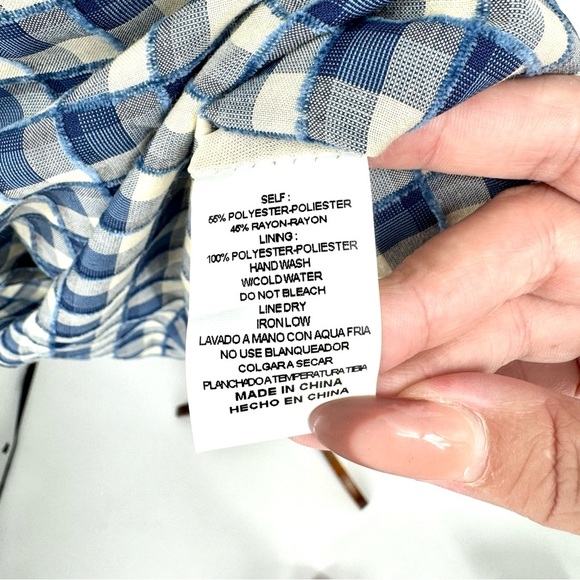 SELF :
55% POLYESTER-POLIESTER
45% RAYON-RAYON
LINING :
100% POLYESTER-POLIESTER
HAND WASH
W/COLD WATER
DO NOT BLEACH
LINE DRY
IRON LOW
LAVADO A MANO CON AQUA FRIA
NO USE BLANQUEADOR
COLGAR A SECAR
PLANCHADO A TEMPERATURA TIBIA
MADE IN CHINA
HECHO EN CHINA